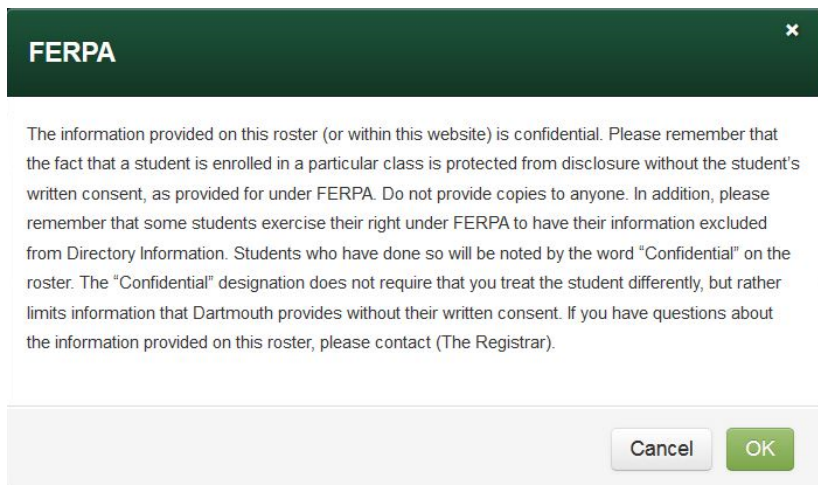 FERPA
×
The information provided on this roster (or within this website) is confidential. Please remember that
the fact that a student is enrolled in a particular class is protected from disclosure without the student's
written consent, as provided for under FERPA. Do not provide copies to anyone. In addition, please
remember that some students exercise their right under FERPA to have their information excluded
from Directory Information. Students who have done so will be noted by the word “Confidential” on the
roster. The “Confidential” designation does not require that you treat the student differently, but rather
limits information that Dartmouth provides without their written consent. If you have questions about
the information provided on this roster, please contact (The Registrar).
Cancel
OK